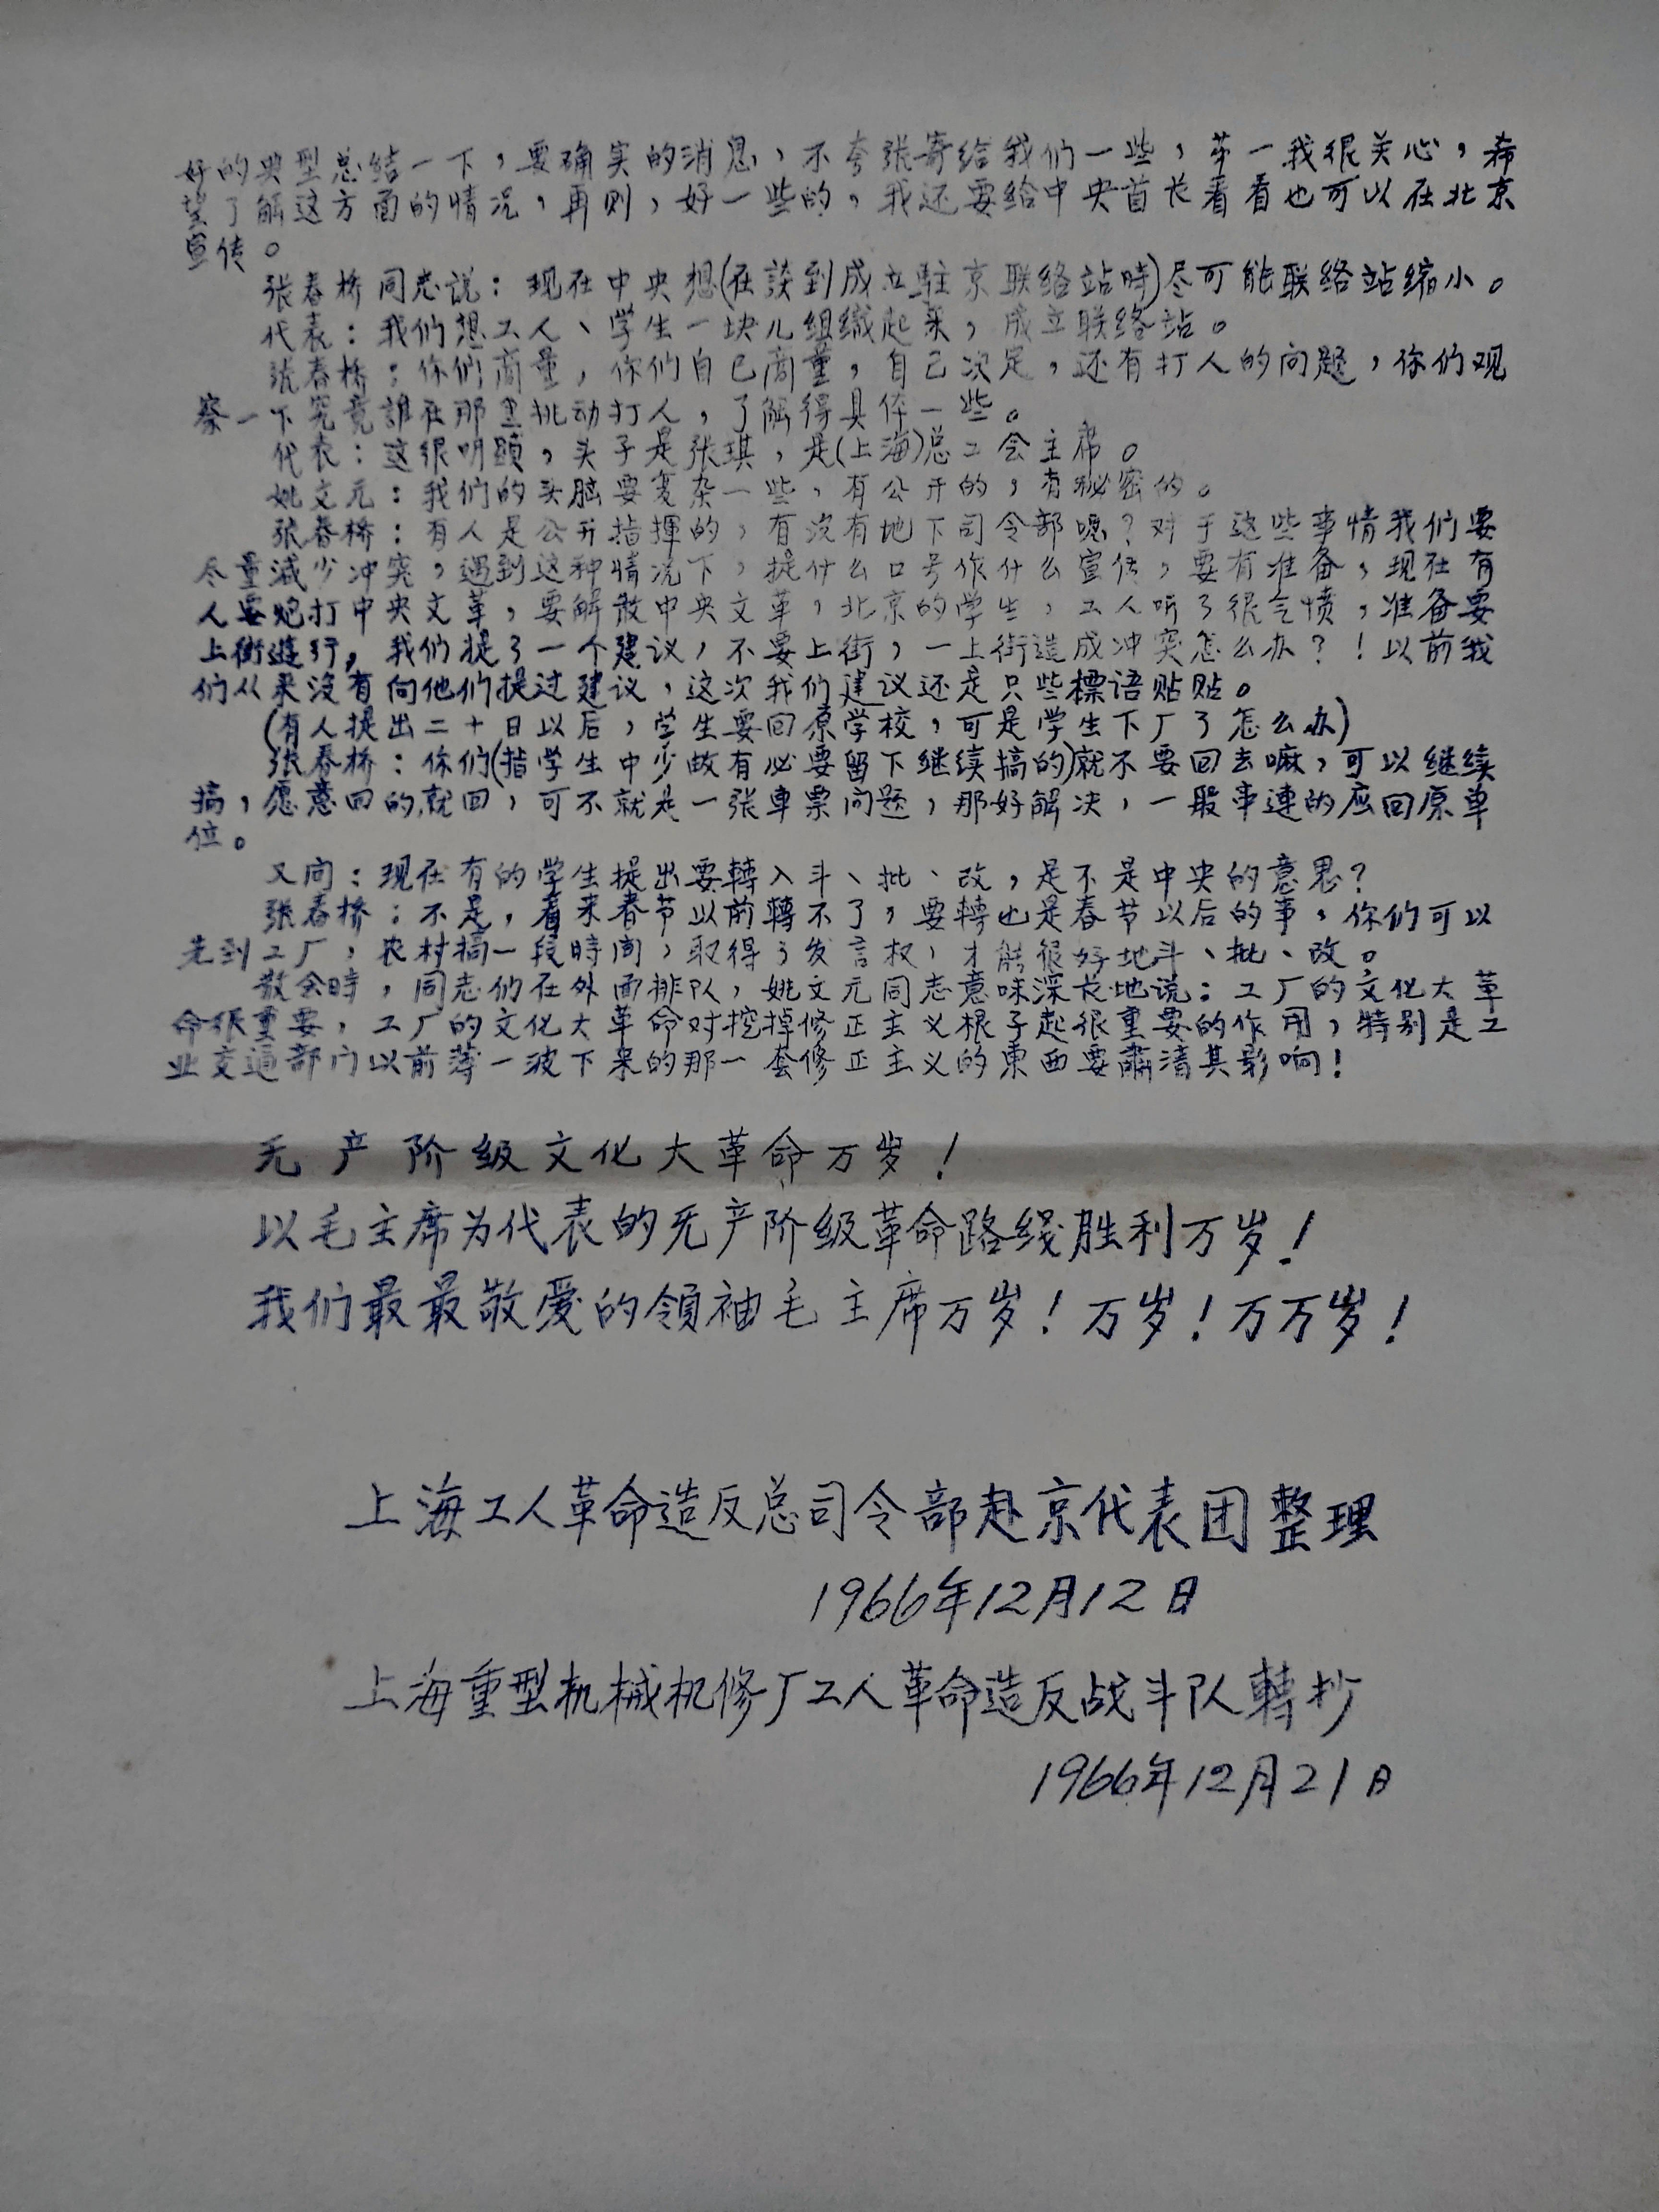 好的典型总结一下，要确实的消息，不夸张寄给我们一些，苐一我很关心，希
望了解这方面的情况，再则，好一些的，我还要给中央首长看看也可以在北京
宣传。
张春桥同志说：现在中央想(在談到成立駐京联络站時)尽可能联络站缩小。
代表：我们想工人、学生一块儿组織起来，成立联络站。
张春桥：你们商量，你们自己商量，自己决定，还有打人的问题，你们观
察一下究竟誰在那里挑动打人，了解得具体一些。
代表：这很明顕，头子是张琪，是(上海)总工会主席。
姚文元：我们的头脑要复杂一些，有公开的，有秘密的。
张春桥：有人是公开指揮的，有没有地下司令部嗯？对于这些事情我们要
尽量減少冲突，遇到这种情况下，提什么口号作什么宣传，要有准备，现在有
人要炮打中央文革，要解散中央文革，北京的学生，工人听了很气愤，准备要
上街遊行，我们提了一个建议，不要上街，一上街造成冲突怎么办？！以前我
们从来没有向他们提过建议，这次我们建议还是只些標语贴贴。
(有人提出二十日以后，学生要回原学校，可是学生下厂了怎么办)
张春桥：你们(指学生中少数有必要留下继续搞的)就不要回去嘛，可以继续
搞，愿意回的就回，可不就是一张車票问题，那好解决，一般串連的应回原单
位。
又问：现在有的学生提出要轉入斗、批、改，是不是中央的意思？
张春桥：不是，看来春节以前轉不了，要轉也是春节以后的事，你们可以
先到工厂，农村搞一段時间，取得了发言权，才能很好地斗、批、改。
散会時，同志们在外面排队，姚文元同志意味深长地说：工厂的文化大革
命很重要，工厂的文化大革命对挖掉修正主义根子起很重要的作用，特别是工
业交通部门以前薄一波下来的那一套修正主义的東西要肅清其影响！
无产阶级文化大革命万岁！
以毛主席为代表的无产阶级革命路线胜利万岁！
我们最最敬爱的領袖毛主席万岁！万岁！万万岁！
上海工人革命造反总司令部赴京代表团整理
1966年12月12日
上海重型机械机修厂工人革命造反战斗队轉抄
1966年12月21日